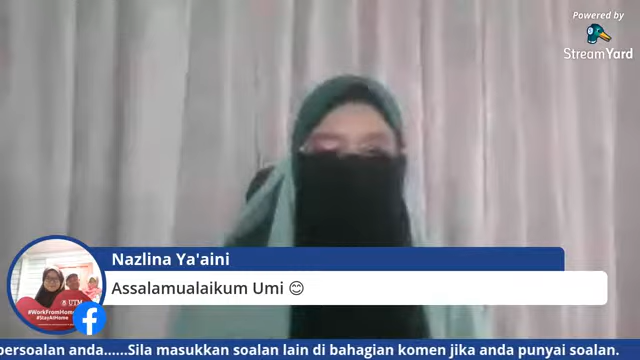 Powered by
StreamYard
Nazlina Ya'aini
Assalamualaikum Umi 😊
UTM
#WorkFromHome
#StayAtHome
persoalan anda......Sila masukkan soalan lain di bahagian komen jika anda punyai soalan.